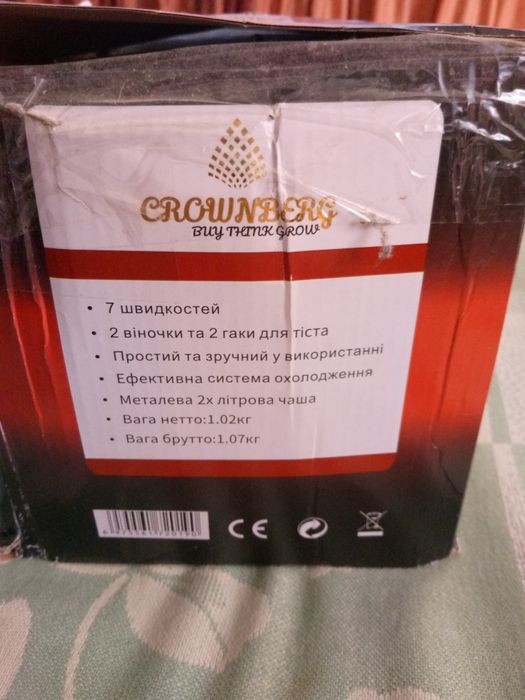 CROWNBERG
BUY THINK GROW
• 7 швидкостей
• 2 віночки та 2 гаки для тіста
• Простий та зручний у використанні
• Ефективна система охолодження
• Металева 2х літрова чаша
• Вага нетто:1.02кг
• Вага брутто:1.07кг
CE